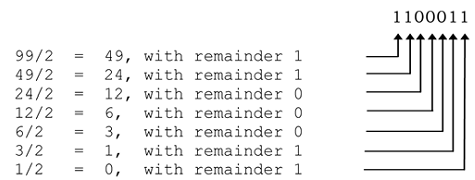 1100011
99/2 = 49, with remainder 1
49/2 = 24, with remainder 1
24/2 = 12, with remainder 0
12/2 = 6, with remainder 0
6/2 = 3, with remainder 0
3/2 = 1, with remainder 1
1/2 = 0, with remainder 1